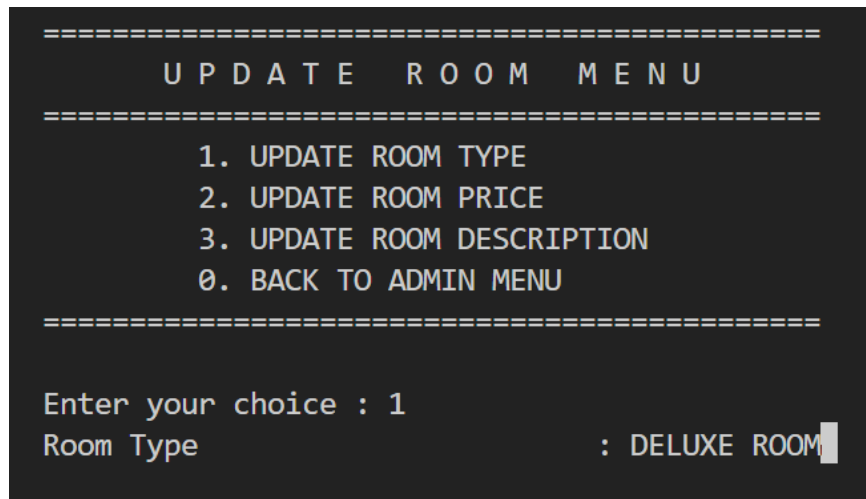 =============================================
U P D A T E   R O O M   M E N U
=============================================
1. UPDATE ROOM TYPE
2. UPDATE ROOM PRICE
3. UPDATE ROOM DESCRIPTION
0. BACK TO ADMIN MENU
=============================================
Enter your choice : 1
Room Type                       : DELUXE ROOM